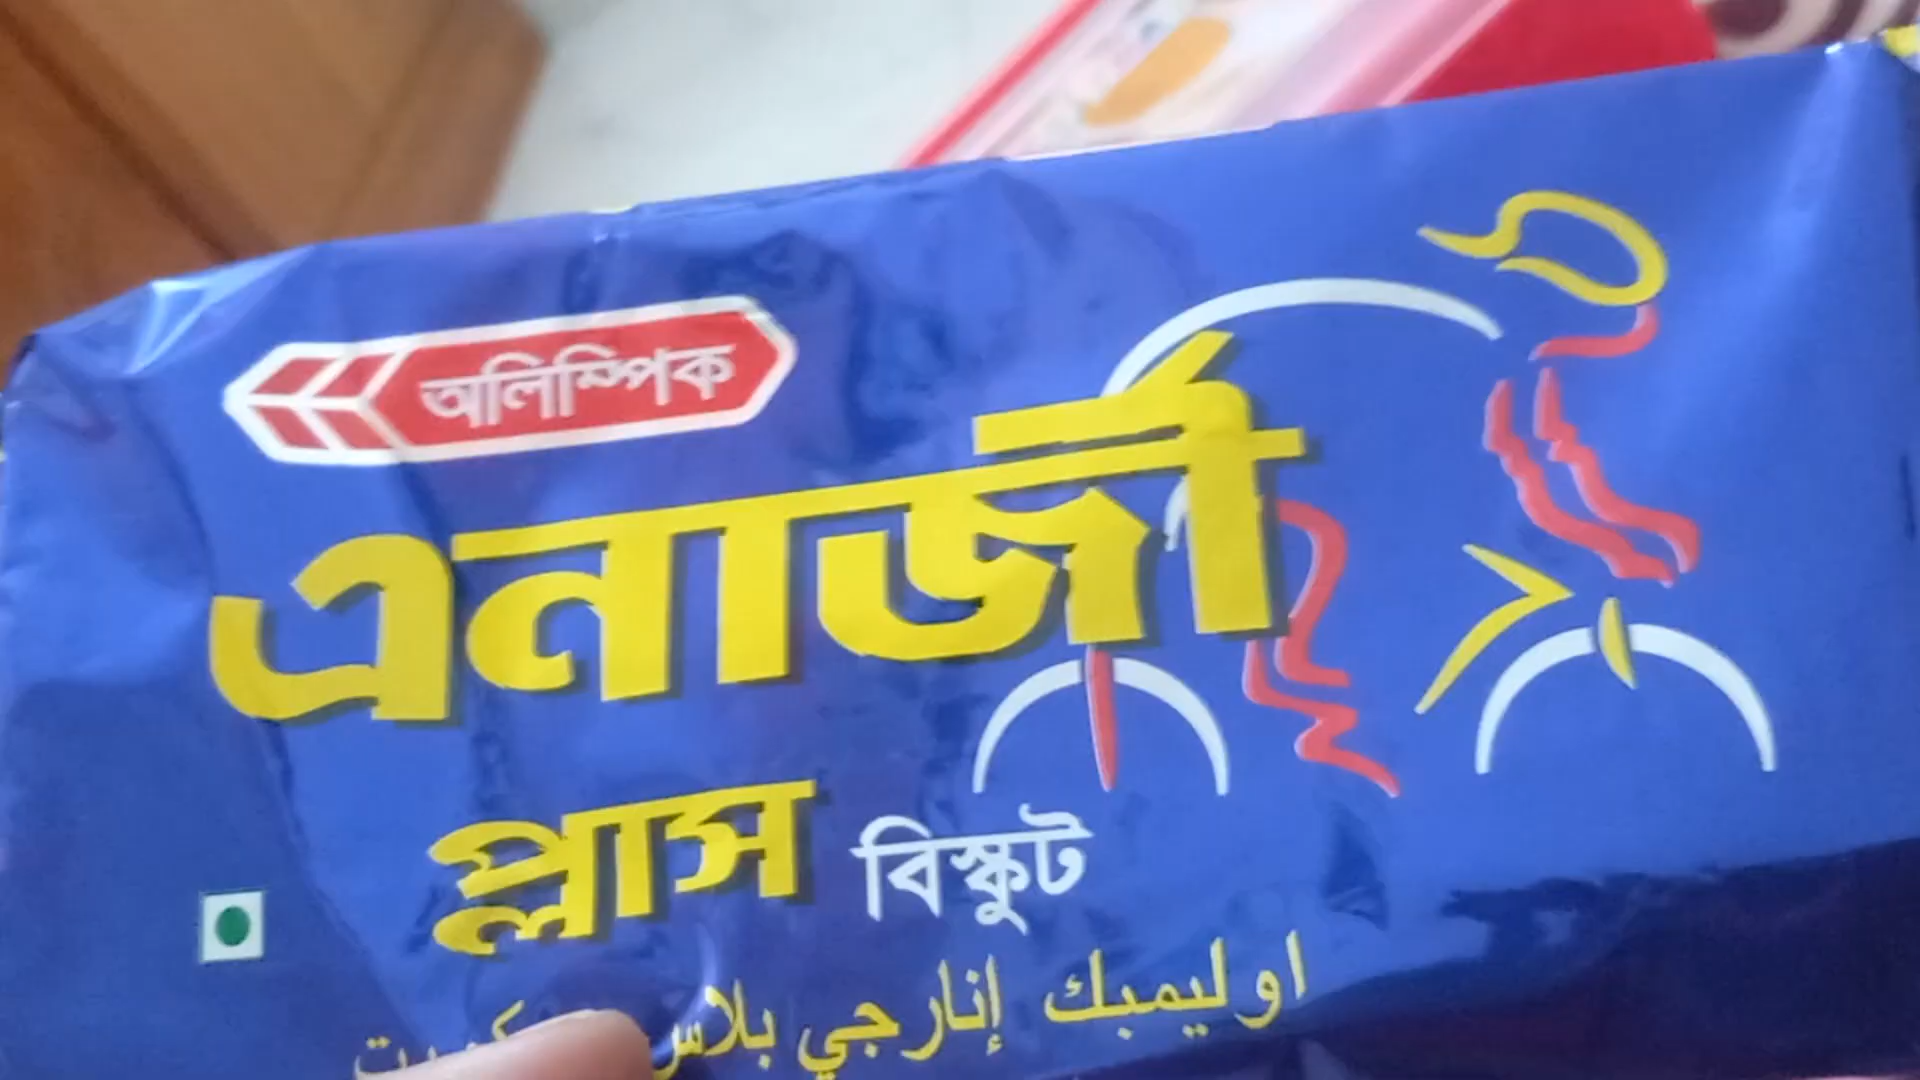 অলিম্পিক
এনার্জী
প্লাস বিস্কুট
اوليمبك إنارجي بلاس